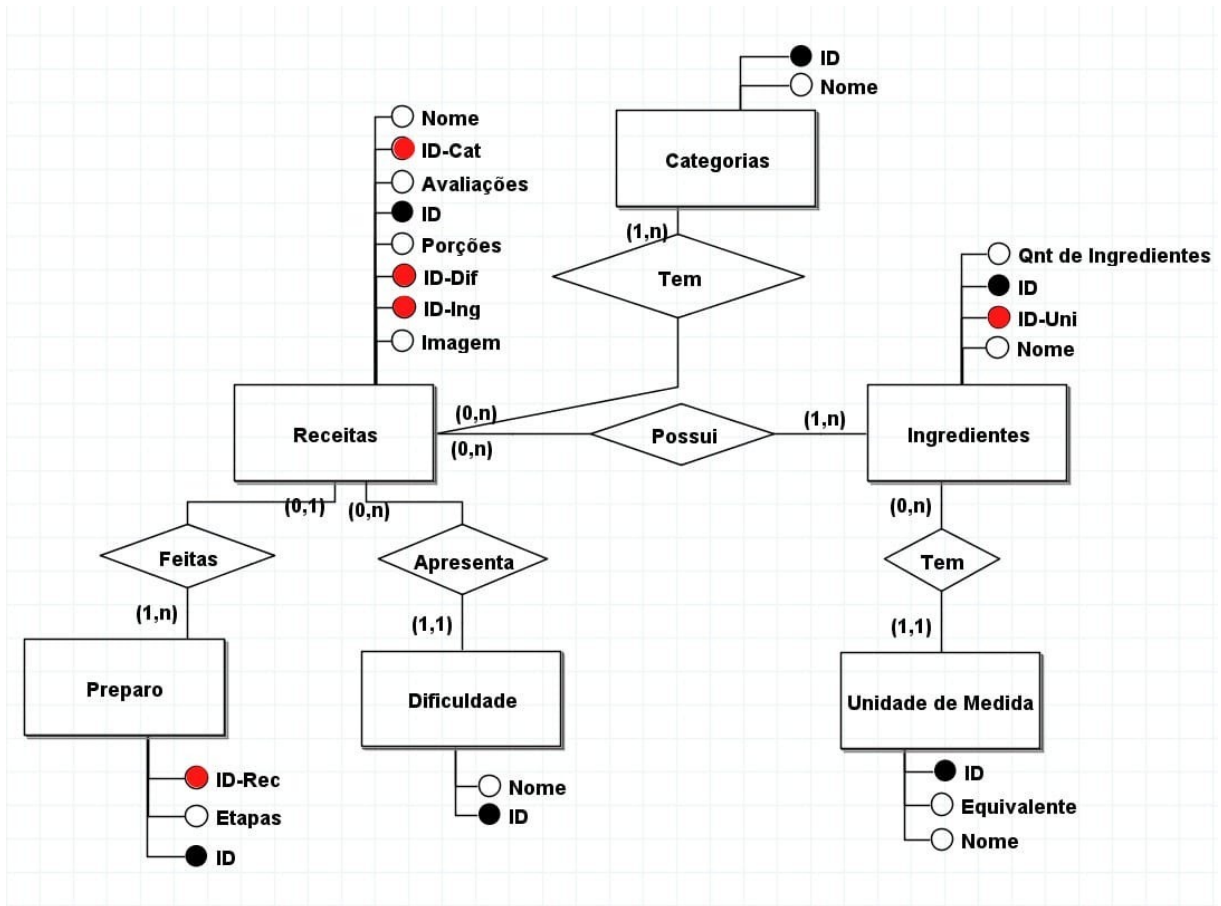 ID
Nome
Categorias
(1,n)
Tem
Nome
ID-Cat
Avaliações
ID
Porções
ID-Dif
ID-Ing
Imagem
Qnt de Ingredientes
ID
ID-Uni
Nome
Receitas
(0,n)
(0,n)
Possui
(1,n)
Ingredientes
(0,1)
(0,n)
(0,n)
Feitas
Apresenta
Tem
(1,n)
(1,1)
(1,1)
Preparo
Dificuldade
Unidade de Medida
ID-Rec
Etapas
ID
Nome
ID
ID
Equivalente
Nome